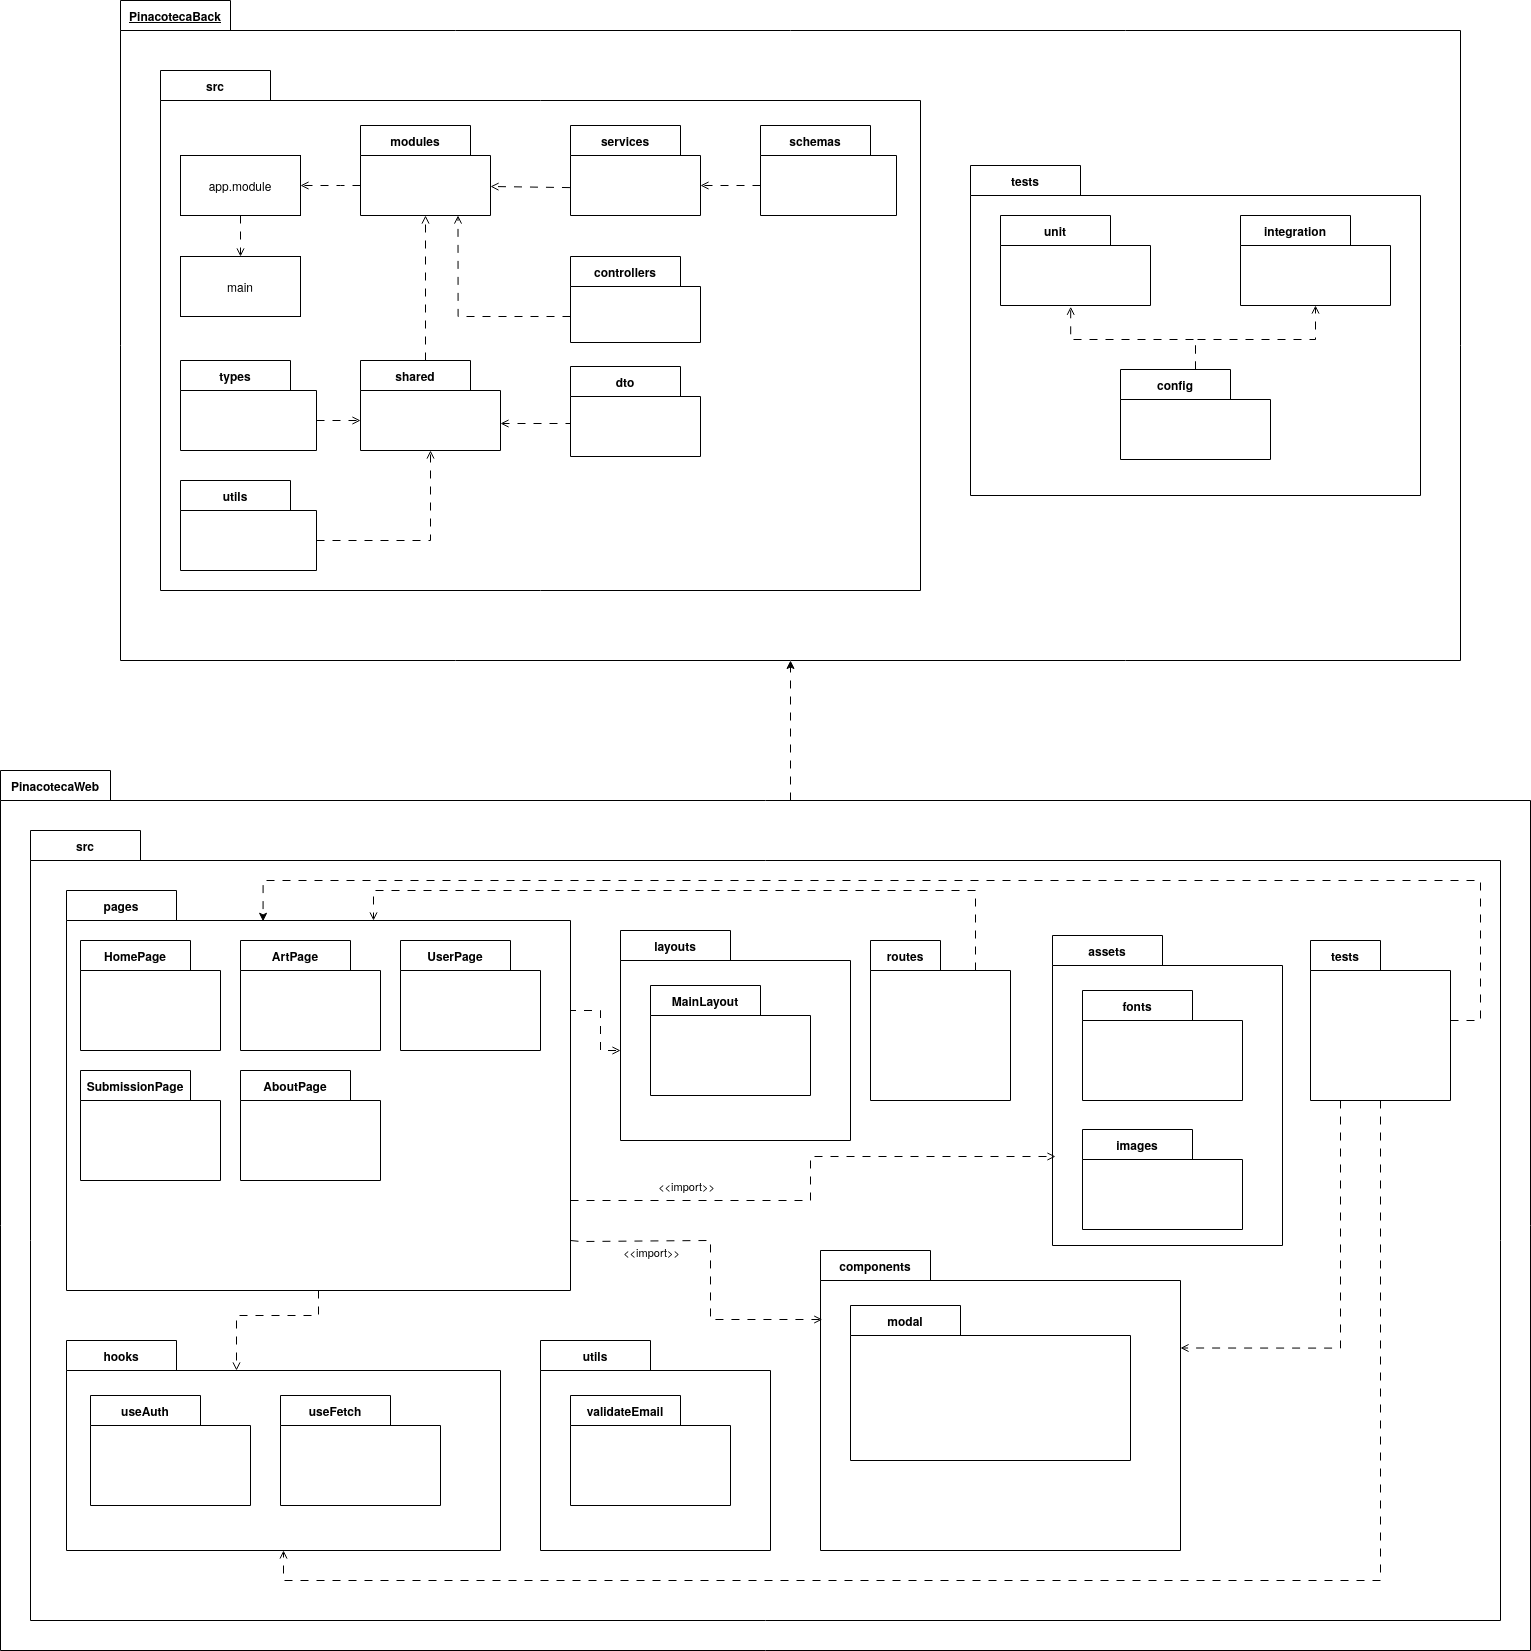 PinacotecaBack
src
modules
services
schemas
app.module
tests
unit
integration
main
controllers
types
shared
dto
config
utils
PinacotecaWeb
src
pages
layouts
routes
assets
tests
HomePage
ArtPage
UserPage
MainLayout
fonts
SubmissionPage
AboutPage
images
<<import>>
<<import>>
components
modal
hooks
utils
useAuth
useFetch
validateEmail